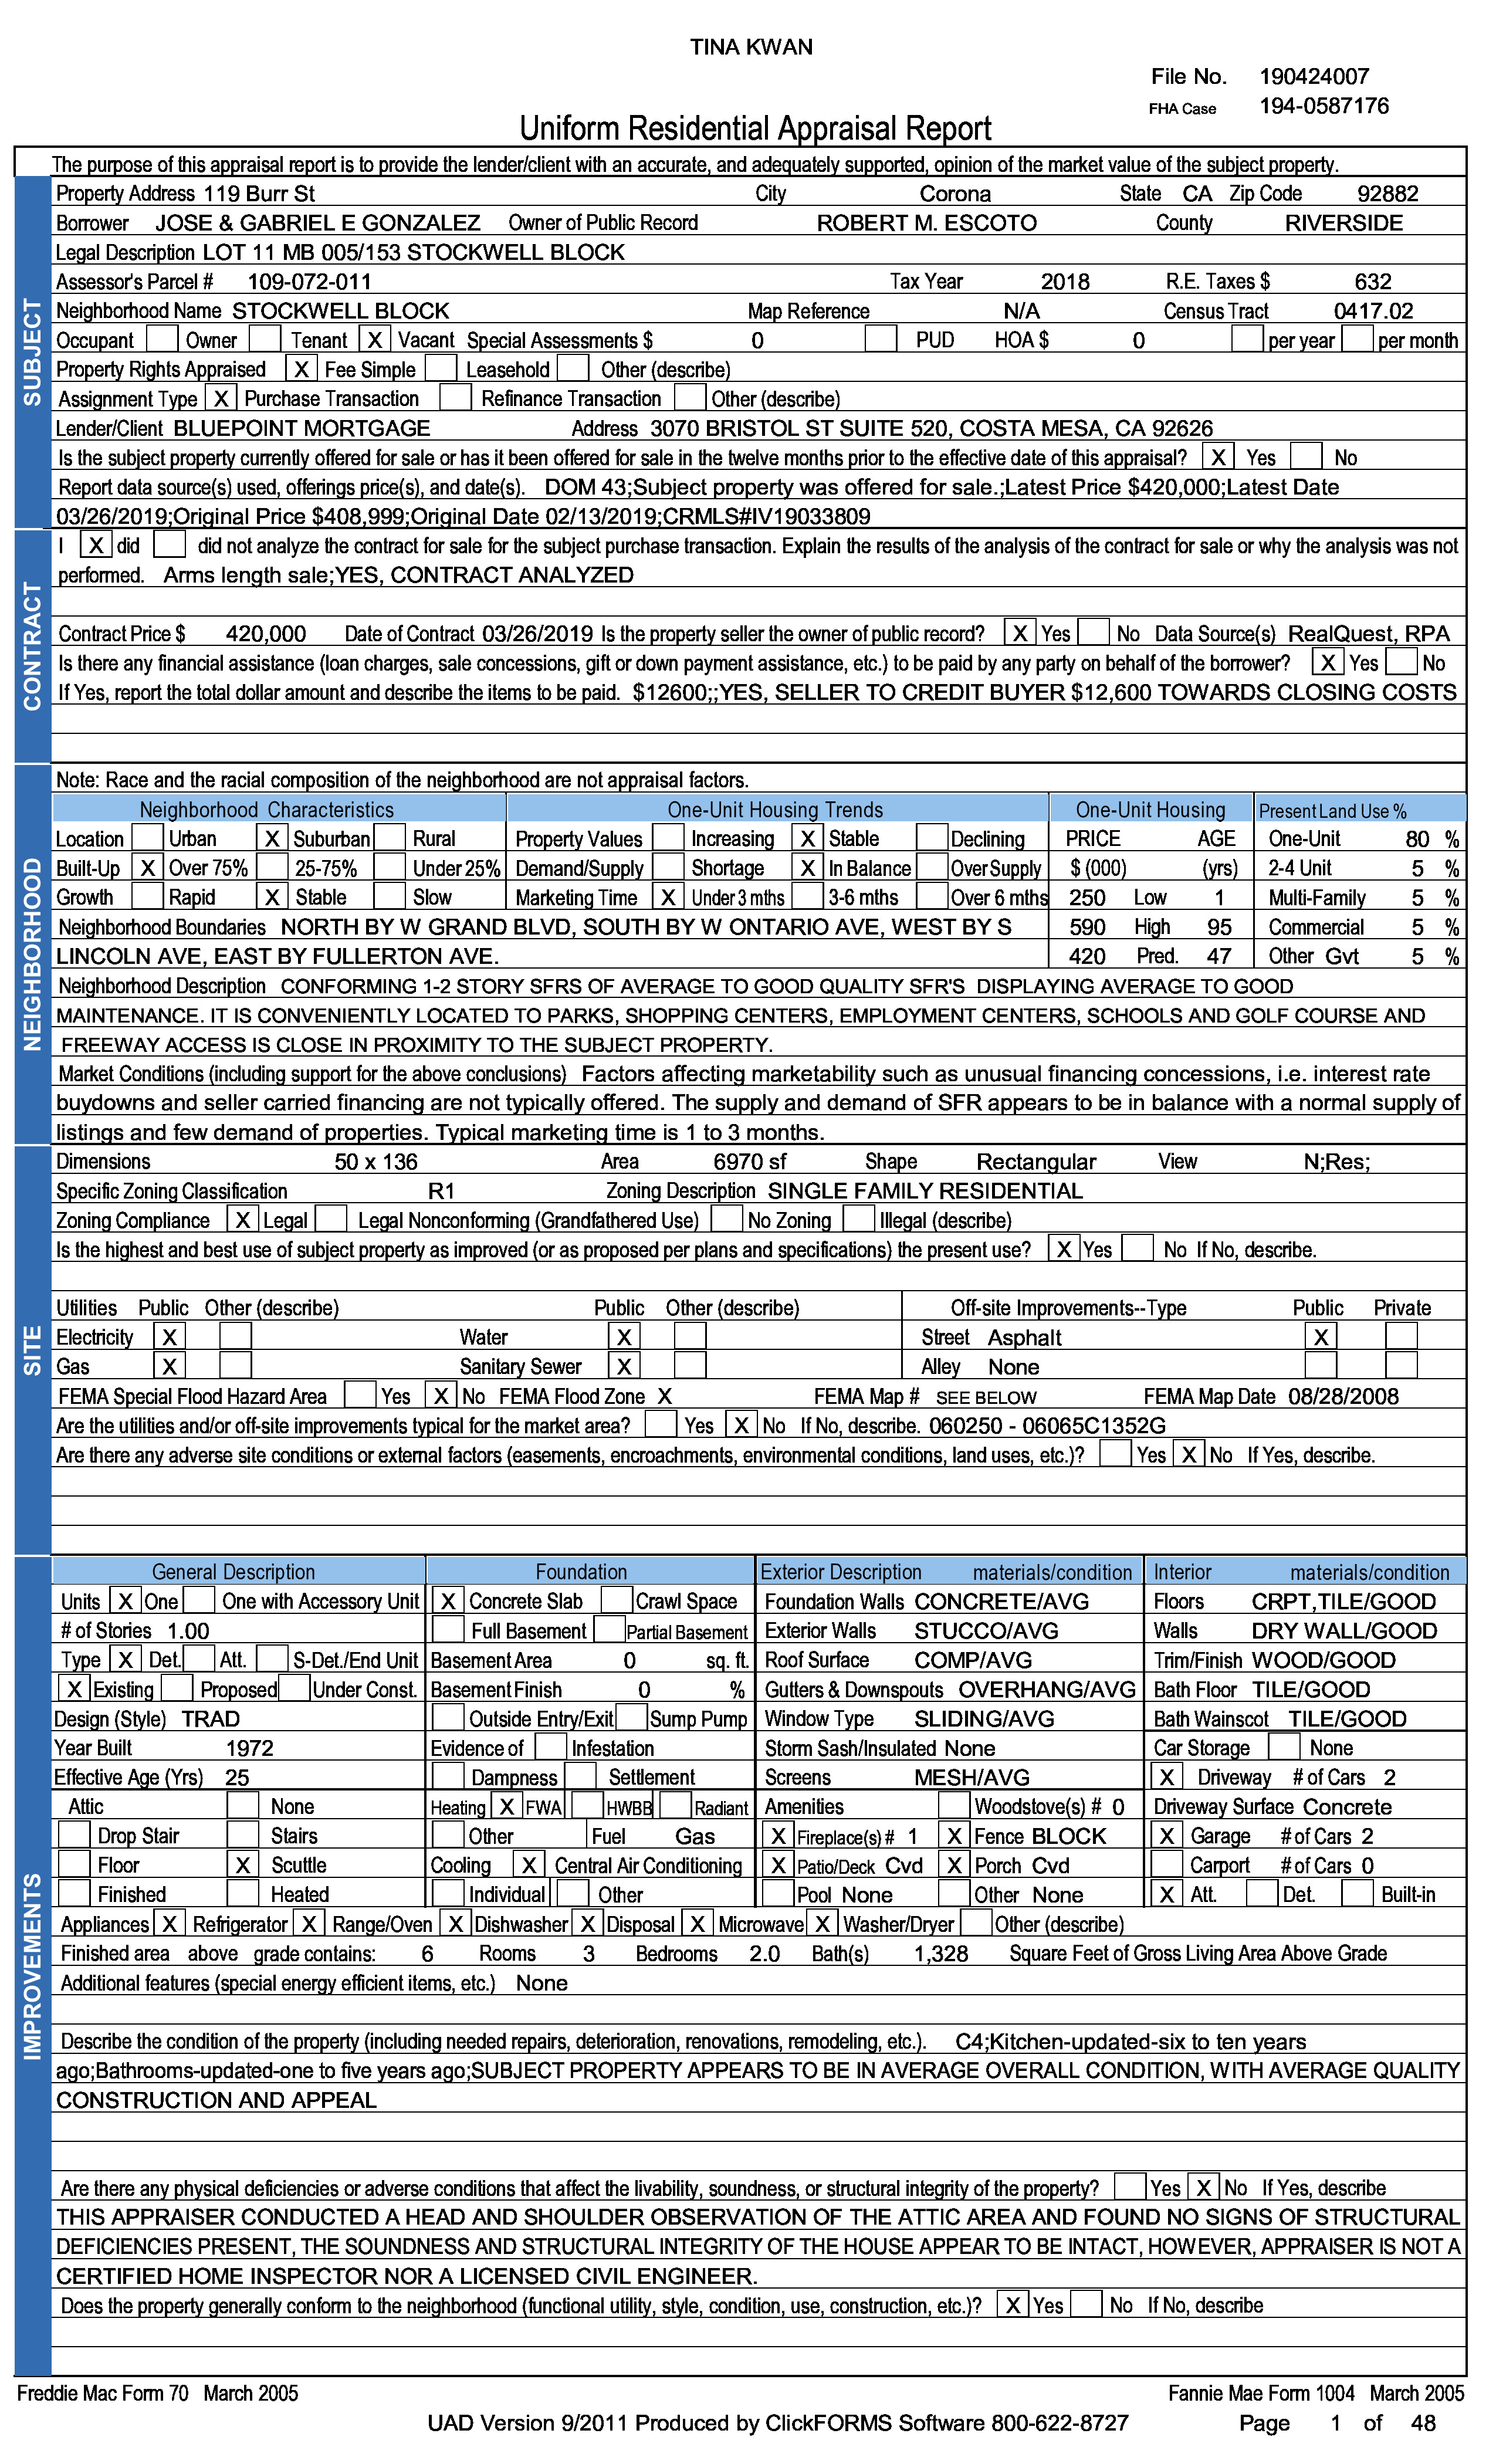 TINA KWAN
File No. 190424007
FHA Case 194-0587176
Uniform Residential Appraisal Report
The purpose of this appraisal report is to provide the lender/client with an accurate, and adequately supported, opinion of the market value of the subject property.
SUBJECT
Property Address 119 Burr St City Corona State CA Zip Code 92882
Borrower JOSE & GABRIEL E GONZALEZ Owner of Public Record ROBERT M. ESCOTO County RIVERSIDE
Legal Description LOT 11 MB 005/153 STOCKWELL BLOCK
Assessor's Parcel # 109-072-011 Tax Year 2018 R.E. Taxes $ 632
Neighborhood Name STOCKWELL BLOCK Map Reference N/A Census Tract 0417.02
Occupant Owner Tenant X Vacant Special Assessments $ 0 PUD HOA $ 0 per year per month
Property Rights Appraised X Fee Simple Leasehold Other (describe)
Assignment Type X Purchase Transaction Refinance Transaction Other (describe)
Lender/Client BLUEPOINT MORTGAGE Address 3070 BRISTOL ST SUITE 520, COSTA MESA, CA 92626
Is the subject property currently offered for sale or has it been offered for sale in the twelve months prior to the effective date of this appraisal? X Yes No
Report data source(s) used, offerings price(s), and date(s). DOM 43;Subject property was offered for sale.;Latest Price $420,000;Latest Date
03/26/2019;Original Price $408,999;Original Date 02/13/2019;CRMLS#IV19033809
CONTRACT
I X did did not analyze the contract for sale for the subject purchase transaction. Explain the results of the analysis of the contract for sale or why the analysis was not
performed. Arms length sale;YES, CONTRACT ANALYZED
Contract Price $ 420,000 Date of Contract 03/26/2019 Is the property seller the owner of public record? X Yes No Data Source(s) RealQuest, RPA
Is there any financial assistance (loan charges, sale concessions, gift or down payment assistance, etc.) to be paid by any party on behalf of the borrower? X Yes No
If Yes, report the total dollar amount and describe the items to be paid. $12600;;YES, SELLER TO CREDIT BUYER $12,600 TOWARDS CLOSING COSTS
NEIGHBORHOOD
Note: Race and the racial composition of the neighborhood are not appraisal factors.
Neighborhood Characteristics One-Unit Housing Trends One-Unit Housing Present Land Use %
Location Urban X Suburban Rural Property Values Increasing X Stable Declining PRICE AGE One-Unit 80 %
Built-Up X Over 75% 25-75% Under 25% Demand/Supply Shortage X In Balance Over Supply $ (000) (yrs) 2-4 Unit 5 %
Growth Rapid X Stable Slow Marketing Time X Under 3 mths 3-6 mths Over 6 mths 250 Low 1 Multi-Family 5 %
Neighborhood Boundaries NORTH BY W GRAND BLVD, SOUTH BY W ONTARIO AVE, WEST BY S 590 High 95 Commercial 5 %
LINCOLN AVE, EAST BY FULLERTON AVE. 420 Pred. 47 Other Gvt 5 %
Neighborhood Description CONFORMING 1-2 STORY SFRS OF AVERAGE TO GOOD QUALITY SFR'S DISPLAYING AVERAGE TO GOOD
MAINTENANCE. IT IS CONVENIENTLY LOCATED TO PARKS, SHOPPING CENTERS, EMPLOYMENT CENTERS, SCHOOLS AND GOLF COURSE AND
FREEWAY ACCESS IS CLOSE IN PROXIMITY TO THE SUBJECT PROPERTY.
Market Conditions (including support for the above conclusions) Factors affecting marketability such as unusual financing concessions, i.e. interest rate
buydowns and seller carried financing are not typically offered. The supply and demand of SFR appears to be in balance with a normal supply of
listings and few demand of properties. Typical marketing time is 1 to 3 months.
SITE
Dimensions 50 x 136 Area 6970 sf Shape Rectangular View N;Res;
Specific Zoning Classification R1 Zoning Description SINGLE FAMILY RESIDENTIAL
Zoning Compliance X Legal Legal Nonconforming (Grandfathered Use) No Zoning Illegal (describe)
Is the highest and best use of subject property as improved (or as proposed per plans and specifications) the present use? X Yes No If No, describe.
Utilities Public Other (describe) Public Other (describe) Off-site Improvements--Type Public Private
Electricity X Water X Street Asphalt X
Gas X Sanitary Sewer X Alley None
FEMA Special Flood Hazard Area Yes X No FEMA Flood Zone X FEMA Map # SEE BELOW FEMA Map Date 08/28/2008
Are the utilities and/or off-site improvements typical for the market area? Yes X No If No, describe. 060250 - 06065C1352G
Are there any adverse site conditions or external factors (easements, encroachments, environmental conditions, land uses, etc.)? Yes X No If Yes, describe.
IMPROVEMENTS
General Description Foundation Exterior Description materials/condition Interior materials/condition
Units X One One with Accessory Unit X Concrete Slab Crawl Space Foundation Walls CONCRETE/AVG Floors CRPT,TILE/GOOD
# of Stories 1.00 Full Basement Partial Basement Exterior Walls STUCCO/AVG Walls DRY WALL/GOOD
Type X Det. Att. S-Det./End Unit Basement Area 0 sq. ft. Roof Surface COMP/AVG Trim/Finish WOOD/GOOD
X Existing Proposed Under Const. Basement Finish 0 % Gutters & Downspouts OVERHANG/AVG Bath Floor TILE/GOOD
Design (Style) TRAD Outside Entry/Exit Sump Pump Window Type SLIDING/AVG Bath Wainscot TILE/GOOD
Year Built 1972 Evidence of Infestation Storm Sash/Insulated None Car Storage None
Effective Age (Yrs) 25 Dampness Settlement Screens MESH/AVG X Driveway # of Cars 2
Attic None Heating X FWA HWBB Radiant Amenities Woodstove(s) # 0 Driveway Surface Concrete
Drop Stair Stairs Other Fuel Gas X Fireplace(s) # 1 X Fence BLOCK X Garage # of Cars 2
Floor X Scuttle Cooling X Central Air Conditioning X Patio/Deck Cvd X Porch Cvd Carport # of Cars 0
Finished Heated Individual Other Pool None Other None X Att. Det. Built-in
Appliances X Refrigerator X Range/Oven X Dishwasher X Disposal X Microwave X Washer/Dryer Other (describe)
Finished area above grade contains: 6 Rooms 3 Bedrooms 2.0 Bath(s) 1,328 Square Feet of Gross Living Area Above Grade
Additional features (special energy efficient items, etc.) None
Describe the condition of the property (including needed repairs, deterioration, renovations, remodeling, etc.). C4;Kitchen-updated-six to ten years
ago;Bathrooms-updated-one to five years ago;SUBJECT PROPERTY APPEARS TO BE IN AVERAGE OVERALL CONDITION, WITH AVERAGE QUALITY
CONSTRUCTION AND APPEAL
Are there any physical deficiencies or adverse conditions that affect the livability, soundness, or structural integrity of the property? Yes X No If Yes, describe
THIS APPRAISER CONDUCTED A HEAD AND SHOULDER OBSERVATION OF THE ATTIC AREA AND FOUND NO SIGNS OF STRUCTURAL
DEFICIENCIES PRESENT, THE SOUNDNESS AND STRUCTURAL INTEGRITY OF THE HOUSE APPEAR TO BE INTACT, HOWEVER, APPRAISER IS NOT A
CERTIFIED HOME INSPECTOR NOR A LICENSED CIVIL ENGINEER.
Does the property generally conform to the neighborhood (functional utility, style, condition, use, construction, etc.)? X Yes No If No, describe
Freddie Mac Form 70 March 2005 Fannie Mae Form 1004 March 2005
UAD Version 9/2011 Produced by ClickFORMS Software 800-622-8727 Page 1 of 48